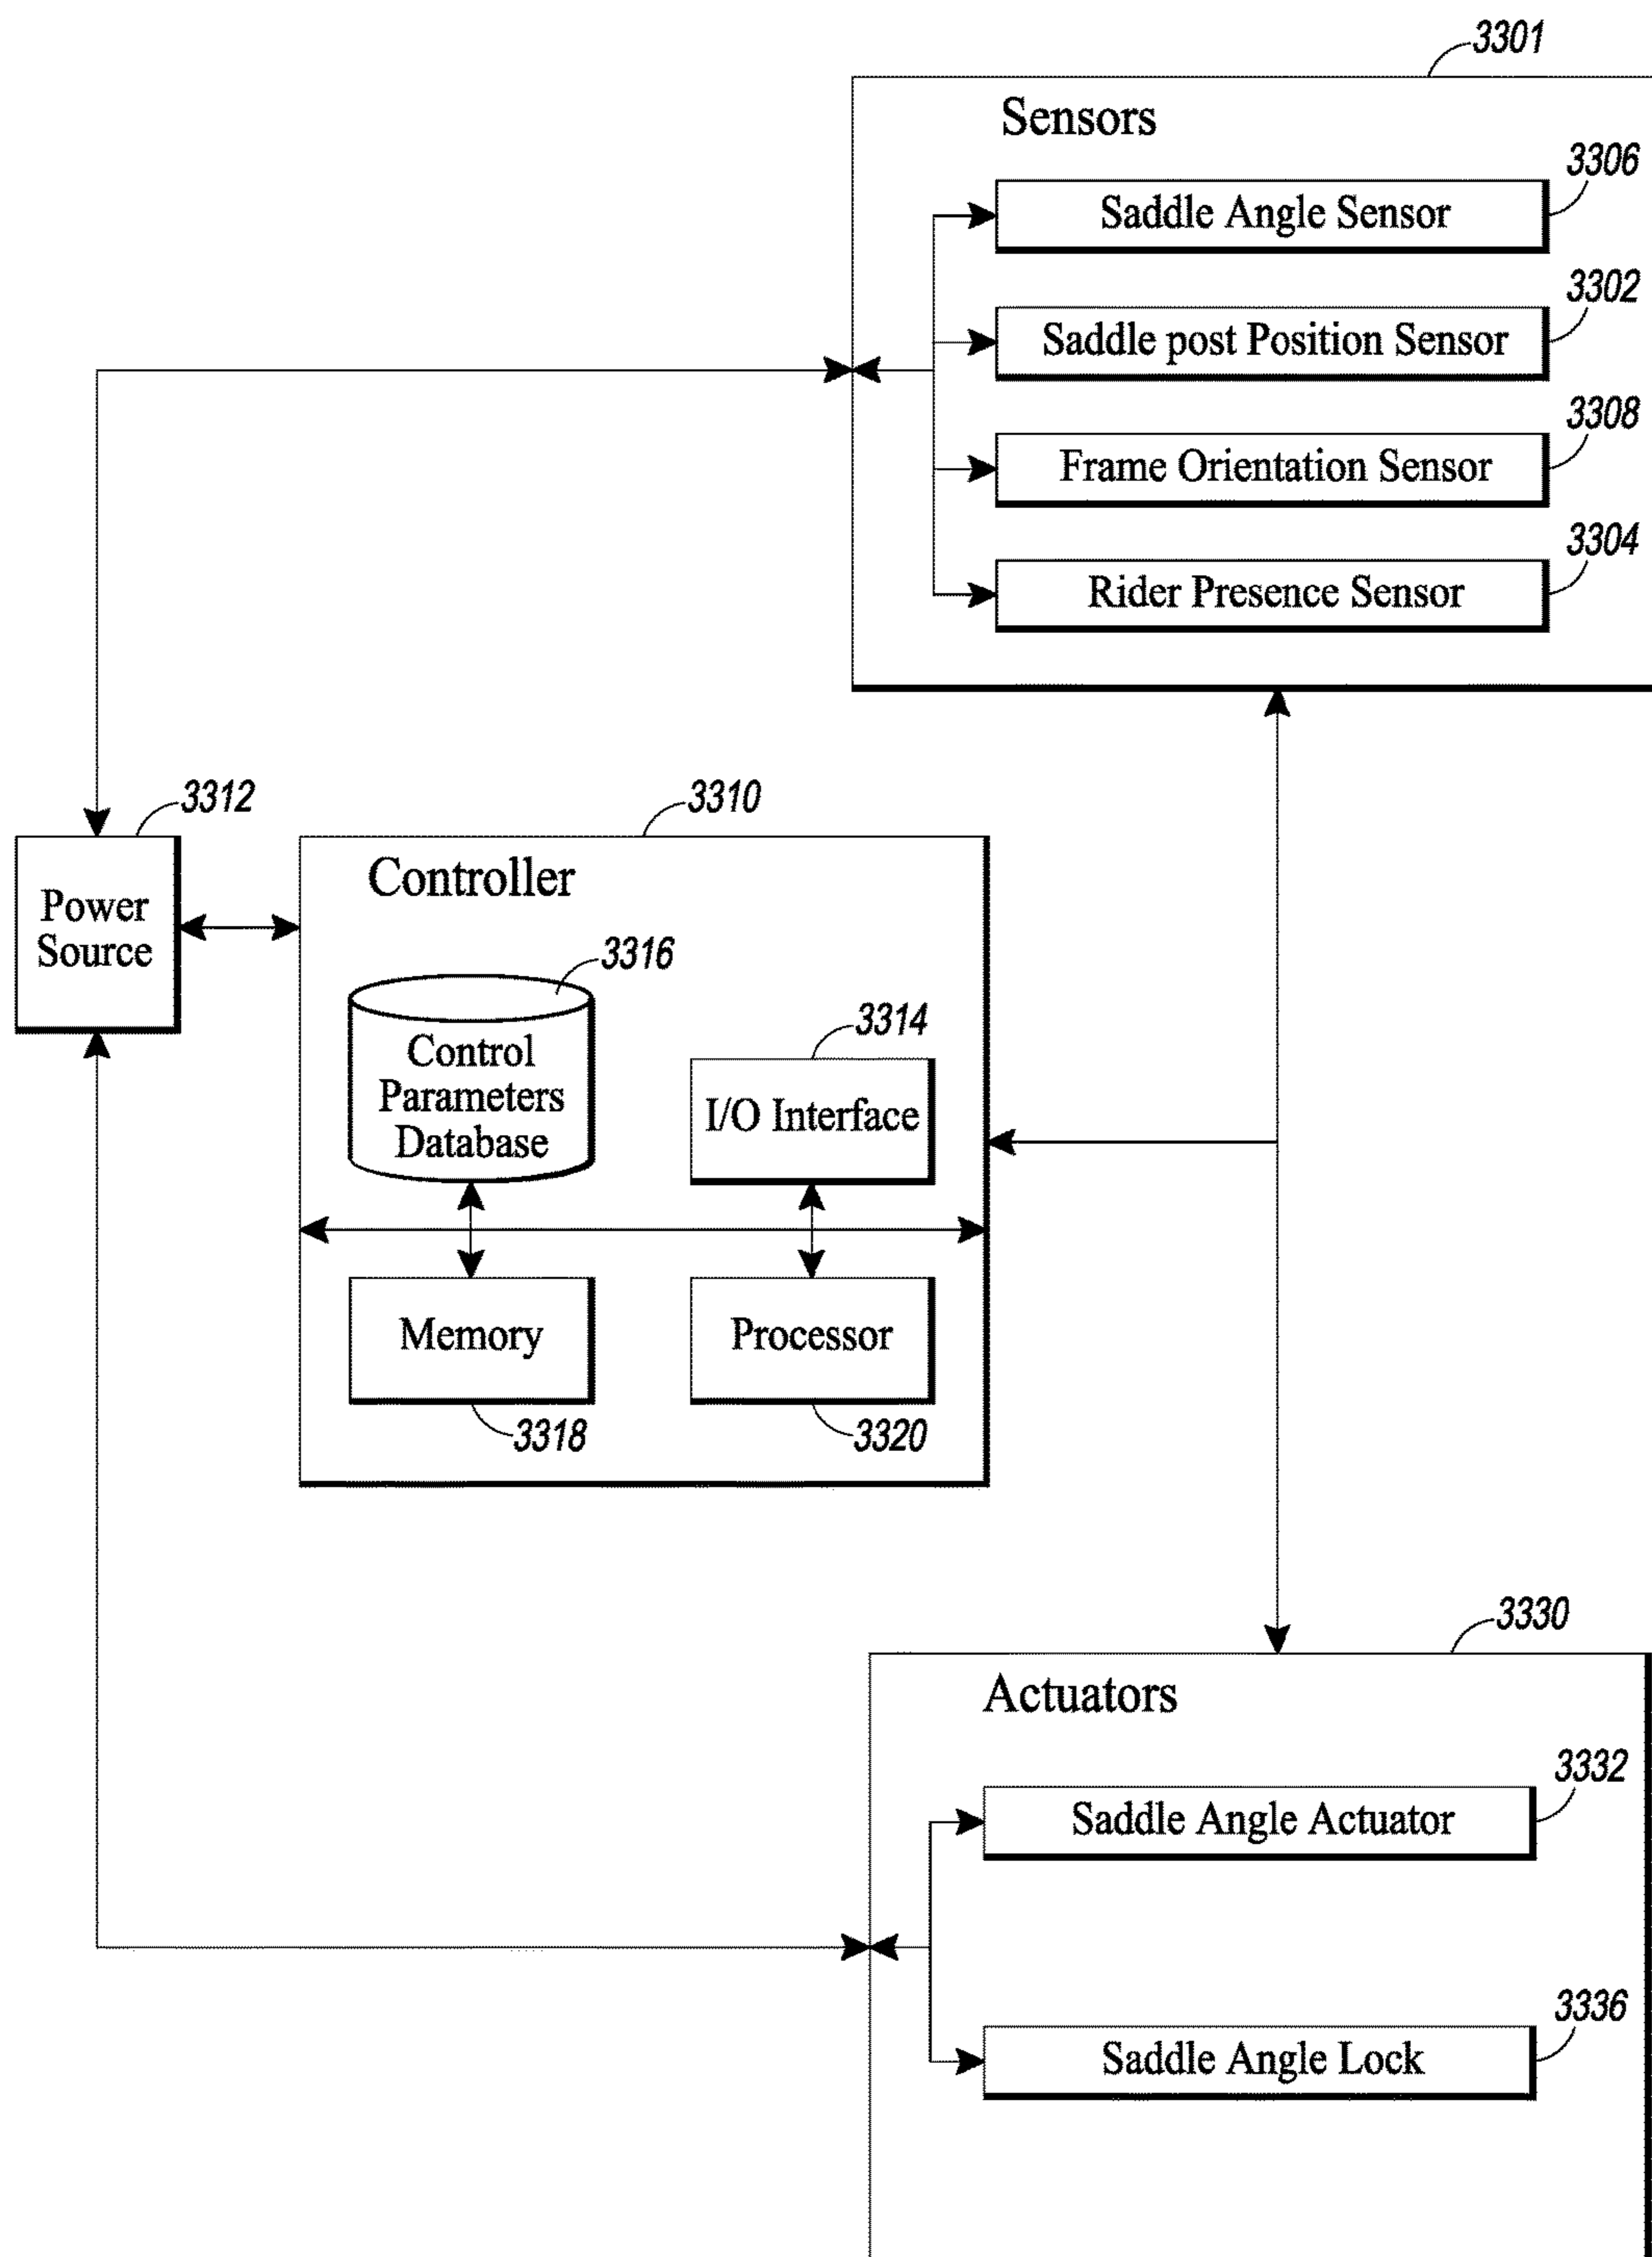 3301
Sensors
3306
Saddle Angle Sensor
3302
Saddle post Position Sensor
3308
Frame Orientation Sensor
3304
Rider Presence Sensor
3312
Power
Source
3310
Controller
3316
Control
Parameters
Database
3314
I/O Interface
Memory
3318
Processor
3320
3330
Actuators
3332
Saddle Angle Actuator
3336
Saddle Angle Lock